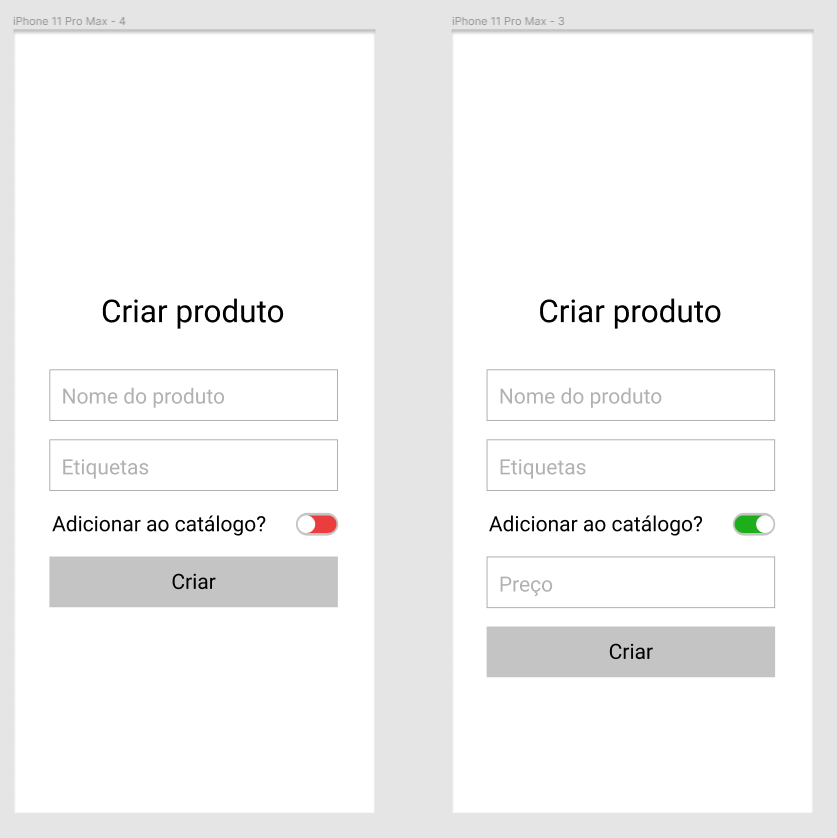 iPhone 11 Pro Max - 4
Criar produto
Nome do produto
Etiquetas
Adicionar ao catálogo?
Criar
iPhone 11 Pro Max - 3
Criar produto
Nome do produto
Etiquetas
Adicionar ao catálogo?
Preço
Criar